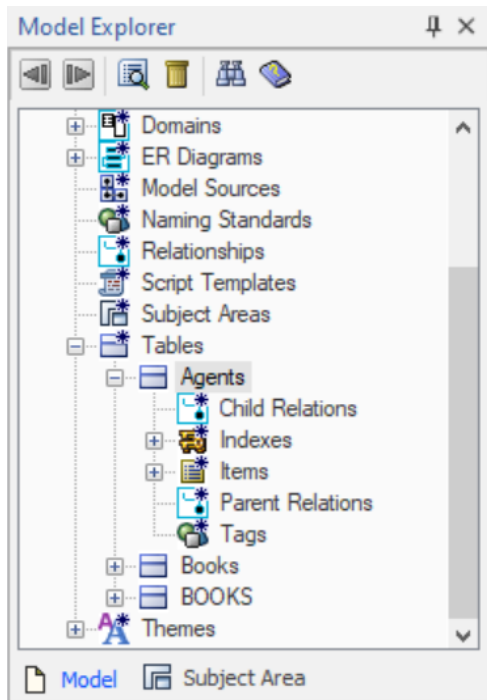 Model Explorer
Domains
ER Diagrams
Model Sources
Naming Standards
Relationships
Script Templates
Subject Areas
Tables
Agents
Child Relations
Indexes
Items
Parent Relations
Tags
Books
BOOKS
Themes
Model Subject Area